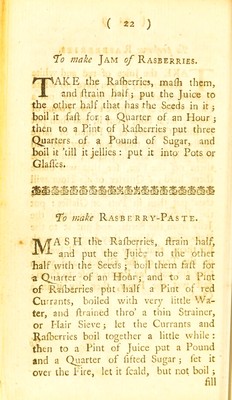 ( 22 )
To make JAM of RASBERRIES.
TAKE the Rasberries, mash them,
and strain half; put the Juice to
the other half that has the Seeds in it;
boil it fast for a Quarter of an Hour;
then to a Pint of Rasberries put three
Quarters of a Pound of Sugar, and
boil it 'till it jellies: put it into Pots or
Glasses.
To make RASBERRY-PASTE.
MASH the Rasberries, strain half,
and put the Juice to the other
half with the Seeds; boil them fast for
a Quarter of an Hour; and to a Pint
of Rasberries put half a Pint of red
Currants, boiled with very little Wa-
ter, and strained thro' a thin Strainer,
or Hair Sieve; let the Currants and
Rasberries boil together a little while:
then to a Pint of Juice put a Pound
and a Quarter of sifted Sugar; set it
over the Fire, let it scald, but not boil;
fill